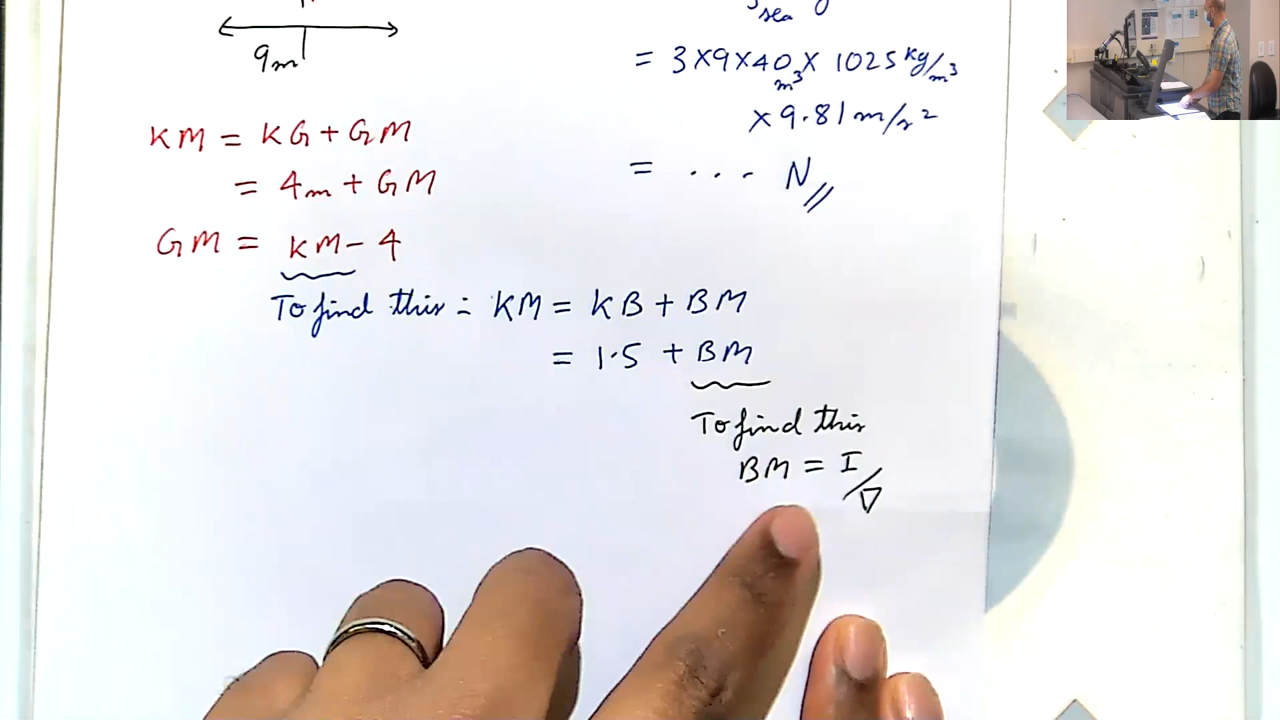 9m
KM = KG + GM
= 4m + GM
GM = KM - 4
sea
= 3×9×40 m³ × 1025 kg/m³
× 9.81 m/s²
= ... N
To find this : KM = KB + BM
= 1.5 + BM
To find this
BM = I/∇